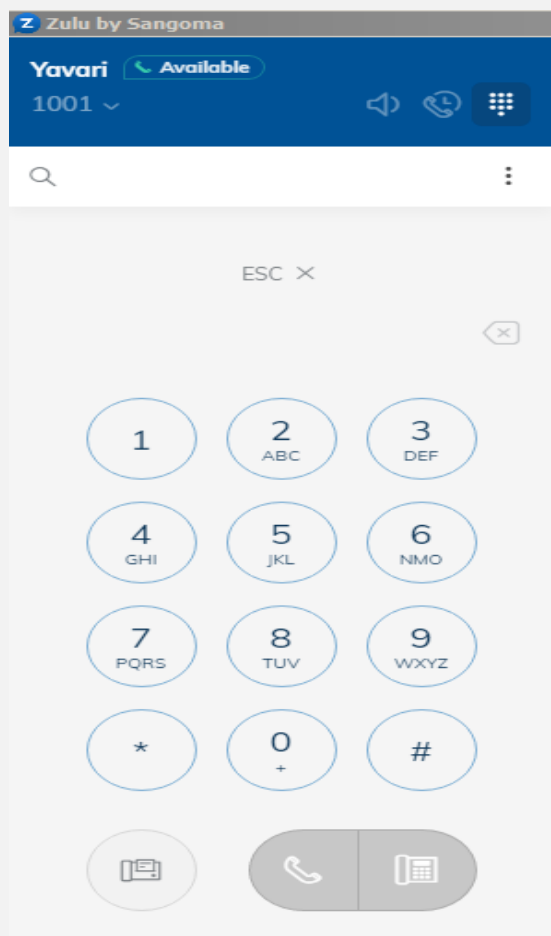 Z Zulu by Sangoma
Yavari Available
1001
ESC ×
1 2 3
ABC DEF
4 5 6
GHI JKL NMO
7 8 9
PQRS TUV WXYZ
* 0 #
+